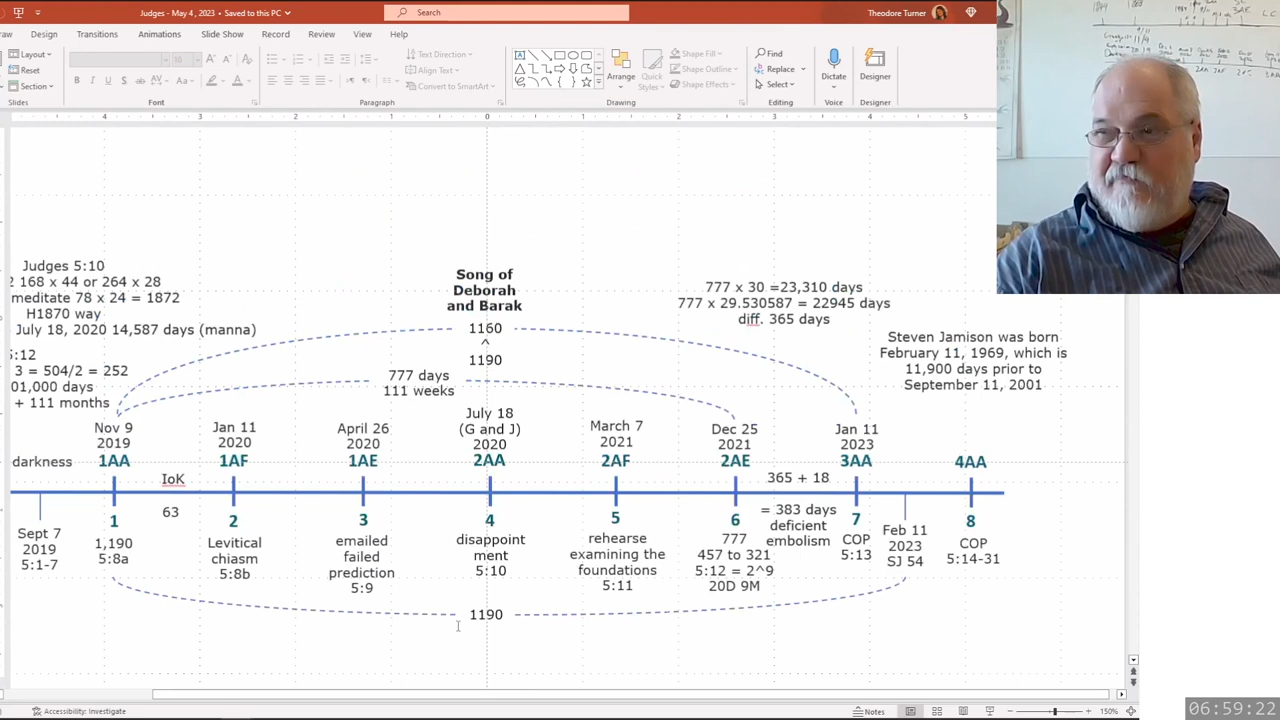 Judges - May 4, 2023 • Saved to this PC
Search
Theodore Turner
Transitions
Animations
Slide Show
Record
Review
View
Help
Layout
Reset
Section
Text Direction
Align Text
Convert to SmartArt
Arrange
Quick
Styles
Shape Fill
Shape Outline
Shape Effects
Find
Replace
Select
Dictate
Designer
Slides
Font
Paragraph
Drawing
Editing
Voice
Designer
4
3
2
1
0
1
2
3
4
5
Judges 5:10
2 168 x 44 or 264 x 28
meditate 78 x 24 = 1872
H1870 way
July 18, 2020 14,587 days (manna)
5:12
3 = 504/2 = 252
01,000 days
+ 111 months
Song of
Deborah
and Barak
1160
^
1190
777 days
111 weeks
777 x 30 =23,310 days
777 x 29.530587 = 22945 days
diff. 365 days
Steven Jamison was born
February 11, 1969, which is
11,900 days prior to
September 11, 2001
darkness
Nov 9
2019
1AA
Jan 11
2020
1AF
April 26
2020
1AE
July 18
(G and J)
2020
2AA
March 7
2021
2AF
Dec 25
2021
2AE
Jan 11
2023
3AA
4AA
IoK
63
365 + 18
= 383 days
deficient
embolism
Sept 7
2019
5:1-7
1
1,190
5:8a
2
Levitical
chiasm
5:8b
3
emailed
failed
prediction
5:9
4
disappoint
ment
5:10
5
rehearse
examining the
foundations
5:11
6
777
457 to 321
5:12 = 2^9
20D 9M
7
COP
5:13
Feb 11
2023
SJ 54
8
COP
5:14-31
1190
Accessibility: Investigate
Notes
150%
06:59:22